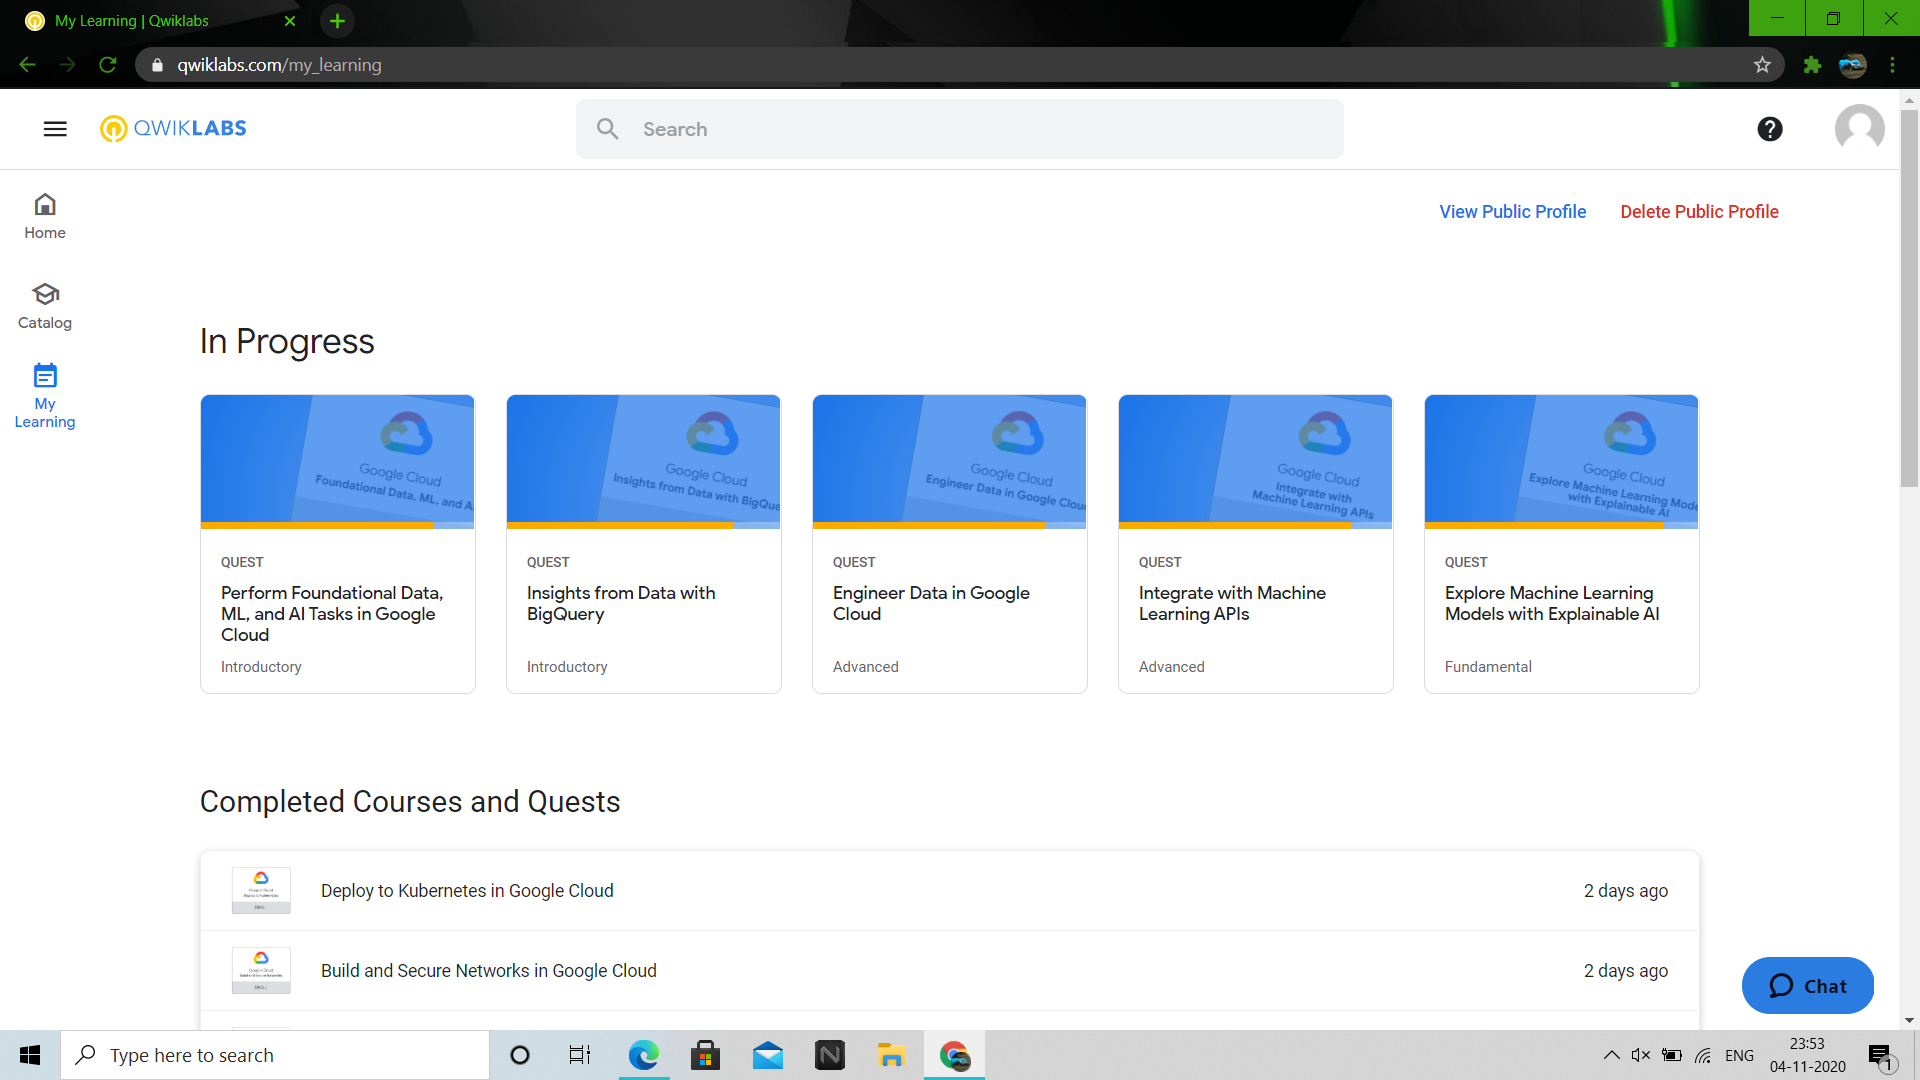 My Learning | Qwiklabs
qwiklabs.com/my_learning
QWIKLABS
Search
View Public Profile
Delete Public Profile
Home
Catalog
My
Learning
In Progress
Google Cloud
Foundational Data, ML, and A
QUEST
Perform Foundational Data,
ML, and AI Tasks in Google
Cloud
Introductory
Google Cloud
Insights from Data with BigQue
QUEST
Insights from Data with
BigQuery
Introductory
Google Cloud
Engineer Data in Google Clou
QUEST
Engineer Data in Google
Cloud
Advanced
Google Cloud
Integrate with
Machine Learning APIs
QUEST
Integrate with Machine
Learning APIs
Advanced
Google Cloud
Explore Machine Learning Mode
with Explainable AI
QUEST
Explore Machine Learning
Models with Explainable AI
Fundamental
Completed Courses and Quests
Deploy to Kubernetes in Google Cloud
2 days ago
Build and Secure Networks in Google Cloud
2 days ago
Chat
Type here to search
ENG
23:53
04-11-2020
1